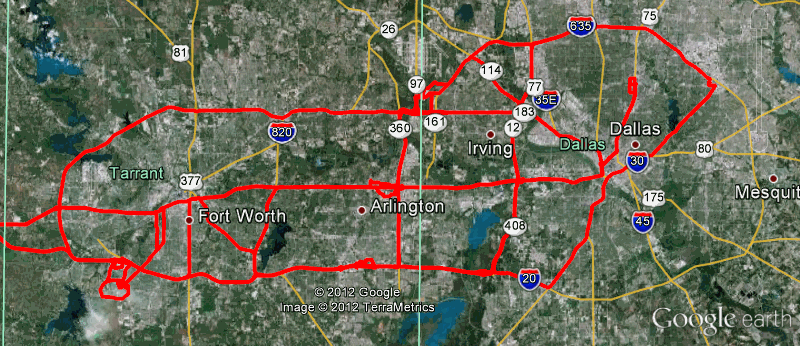 75
635
26
81
114
97
77
35E
183
360
161
12
820
Irving
Dallas
Dallas
30
80
Tarrant
377
Mesquit
175
Fort Worth
Arlington
45
408
20
© 2012 Google
Image © 2012 TerraMetrics
Google earth